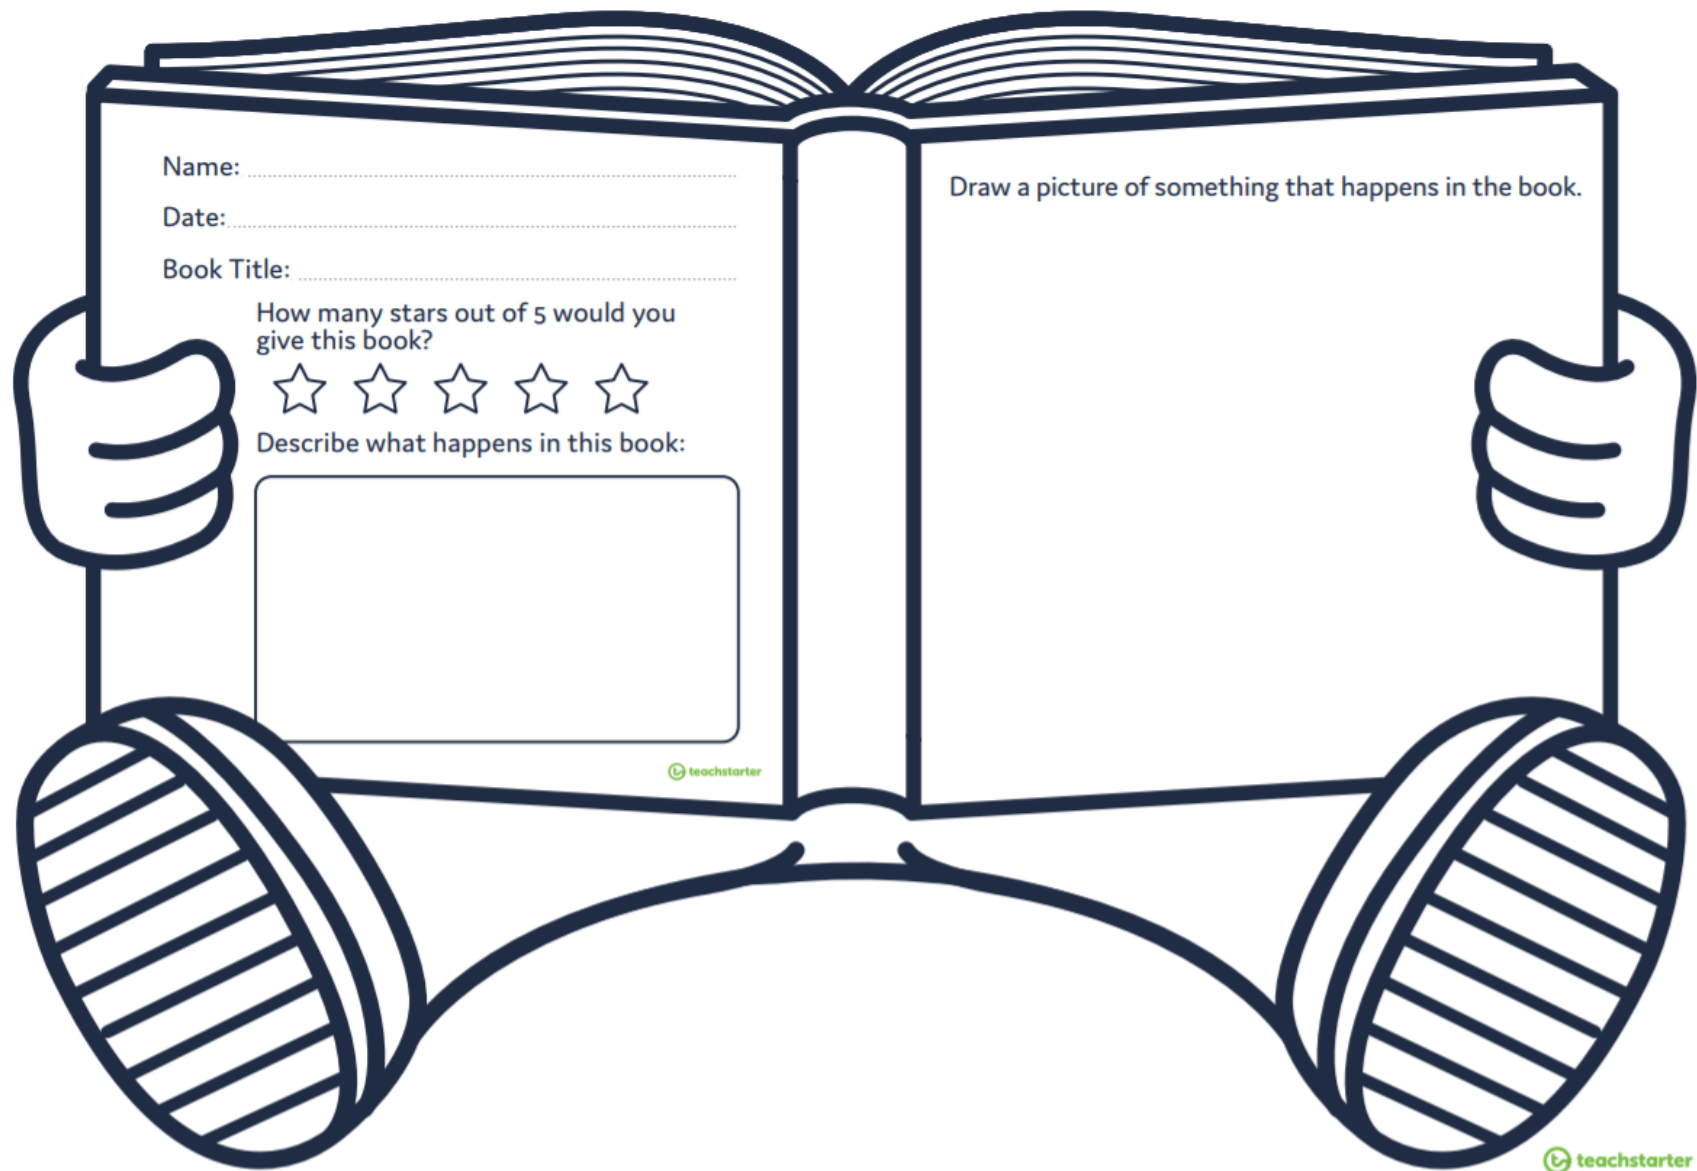 Name:
Date:
Book Title:
How many stars out of 5 would you
give this book?
Describe what happens in this book:
teachstarter
Draw a picture of something that happens in the book.
teachstarter